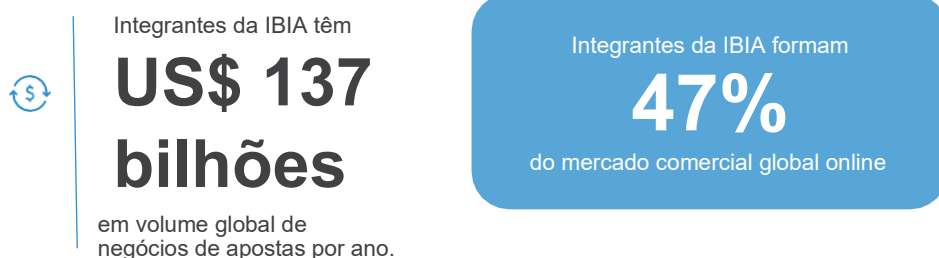 Integrantes da IBIA têm
US$ 137
bilhões
em volume global de
negócios de apostas por ano.
Integrantes da IBIA formam
47%
do mercado comercial global online